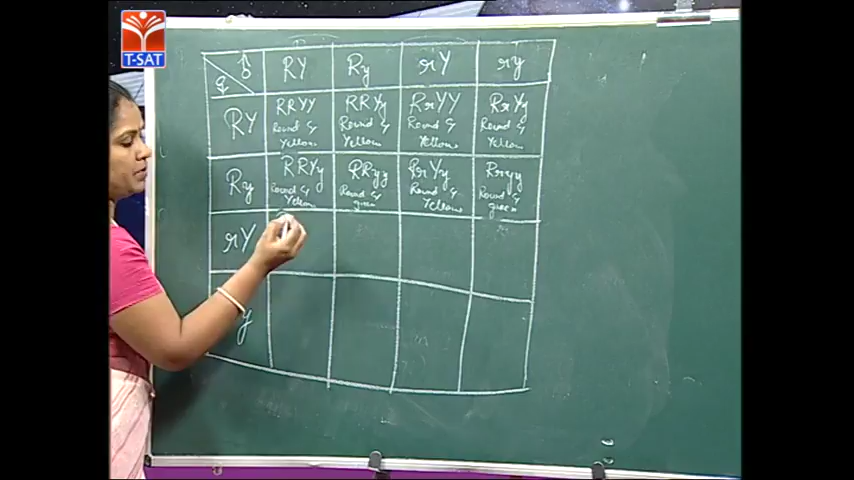 T-SAT
♂ RY Ry rY ry
♀
RY RRYY RRYy RrYY RrYy
Round & Round & Round & Round &
Yellow Yellow Yellow Yellow
Ry RRYy RRyy RrYy Rryy
Round & Round & Round & Round &
Yellow green Yellow green
rY
y